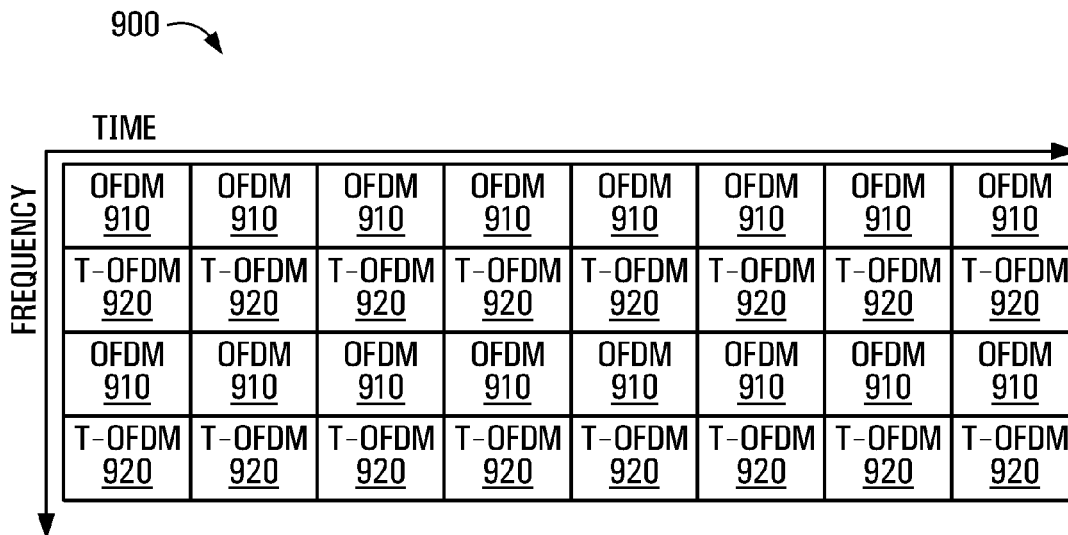 900
TIME
FREQUENCY
OFDM OFDM OFDM OFDM OFDM OFDM OFDM OFDM
910 910 910 910 910 910 910 910
T-OFDM T-OFDM T-OFDM T-OFDM T-OFDM T-OFDM T-OFDM T-OFDM
920 920 920 920 920 920 920 920
OFDM OFDM OFDM OFDM OFDM OFDM OFDM OFDM
910 910 910 910 910 910 910 910
T-OFDM T-OFDM T-OFDM T-OFDM T-OFDM T-OFDM T-OFDM T-OFDM
920 920 920 920 920 920 920 920